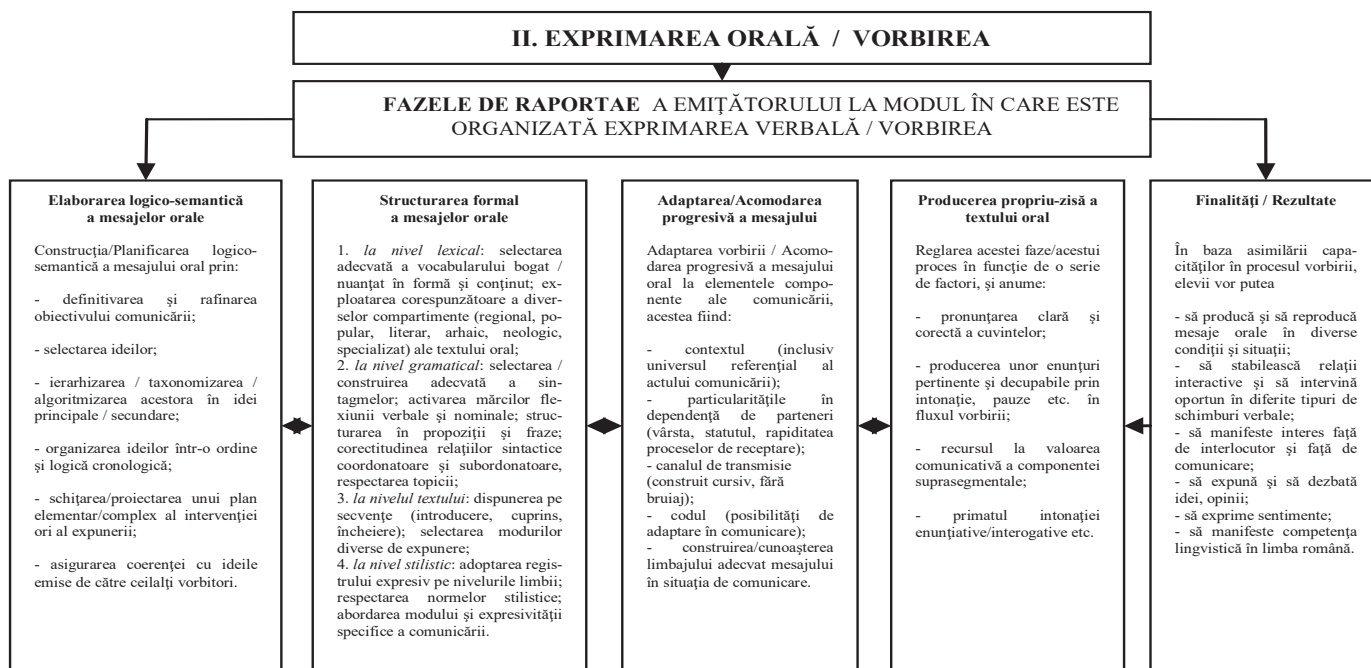 II. EXPRIMAREA ORALĂ / VORBIREA
FAZELE DE RAPORTAE A EMIŢĂTORULUI LA MODUL ÎN CARE ESTE
ORGANIZATĂ EXPRIMAREA VERBALĂ / VORBIREA
Elaborarea logico-semantică
a mesajelor orale
Construcţia/Planificarea logico-
semantică a mesajului oral prin:
- definitivarea şi rafinarea
obiectivului comunicării;
- selectarea ideilor;
- ierarhizarea / taxonomizarea /
algoritmizarea acestora în idei
principale / secundare;
- organizarea ideilor într-o ordine
şi logică cronologică;
- schiţarea/proiectarea unui plan
elementar/complex al intervenţiei
ori al expunerii;
- asigurarea coerenţei cu ideile
emise de către ceilalţi vorbitori.
Structurarea formal
a mesajelor orale
1. la nivel lexical: selectarea
adecvată a vocabularului bogat /
nuanţat în formă şi conţinut; ex-
ploatarea corespunzătoare a diver-
selor compartimente (regional, po-
pular, literar, arhaic, neologic,
specializat) ale textului oral;
2. la nivel gramatical: selectarea /
construirea adecvată a sin-
tagmelor; activarea mărcilor fle-
xiunii verbale şi nominale; struc-
turarea în propoziţii şi fraze;
corectitudinea relaţiilor sintactice
coordonatoare şi subordonatoare,
respectarea topicii;
3. la nivelul textului: dispunerea pe
secvenţe (introducere, cuprins,
încheiere); selectarea modurilor
diverse de expunere;
4. la nivel stilistic: adoptarea regis-
trului expresiv pe nivelurile limbii;
respectarea normelor stilistice;
abordarea modului şi expresivităţii
specifice a comunicării.
Adaptarea/Acomodarea
progresivă a mesajului
Adaptarea vorbirii / Acomo-
darea progresivă a mesajului
oral la elementele compo-
nente ale comunicării,
acestea fiind:
- contextul (inclusiv
universul referenţial al
actului comunicării);
- particularităţile în
dependenţă de parteneri
(vârsta, statutul, rapiditatea
proceselor de receptare);
- canalul de transmisie
(construit cursiv, fără
bruiaj);
- codul (posibilităţi de
adaptare în comunicare);
- construirea/cunoaşterea
limbajului adecvat mesajului
în situaţia de comunicare.
Producerea propriu-zisă a
textului oral
Reglarea acestei faze/acestui
proces în funcţie de o serie
de factori, şi anume:
- pronunţarea clară şi
corectă a cuvintelor;
- producerea unor enunţuri
pertinente şi decupabile prin
intonaţie, pauze etc. în
fluxul vorbirii;
- recursul la valoarea
comunicativă a componentei
suprasegmentale;
- primatul intonaţiei
enunţiative/interogative etc.
Finalităţi / Rezultate
În baza asimilării capa-
cităţilor în procesul vorbirii,
elevii vor putea
- să producă şi să reproducă
mesaje orale în diverse
condiţii şi situaţii;
- să stabilească relaţii
interactive şi să intervină
oportun în diferite tipuri de
schimburi verbale;
- să manifeste interes faţă
de interlocutor şi faţă de
comunicare;
- să expună şi să dezbată
idei, opinii;
- să exprime sentimente;
- să manifeste competenţa
lingvistică în limba română.